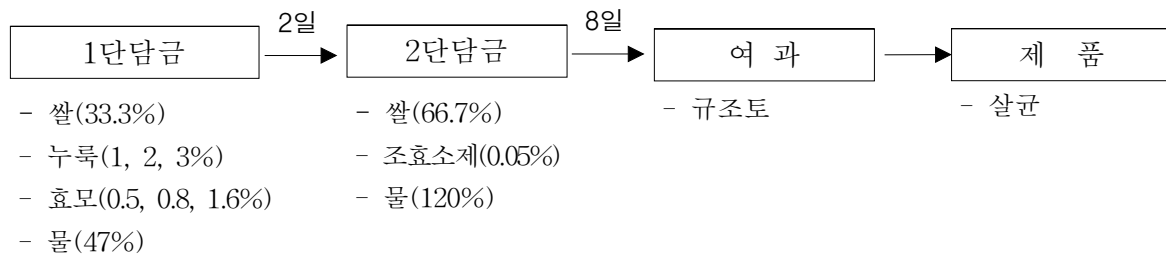 2일
8일
1단담금
2단담금
여 과
제 품
- 쌀(33.3%)
- 누룩(1, 2, 3%)
- 효모(0.5, 0.8, 1.6%)
- 물(47%)
- 쌀(66.7%)
- 조효소제(0.05%)
- 물(120%)
- 규조토
- 살균